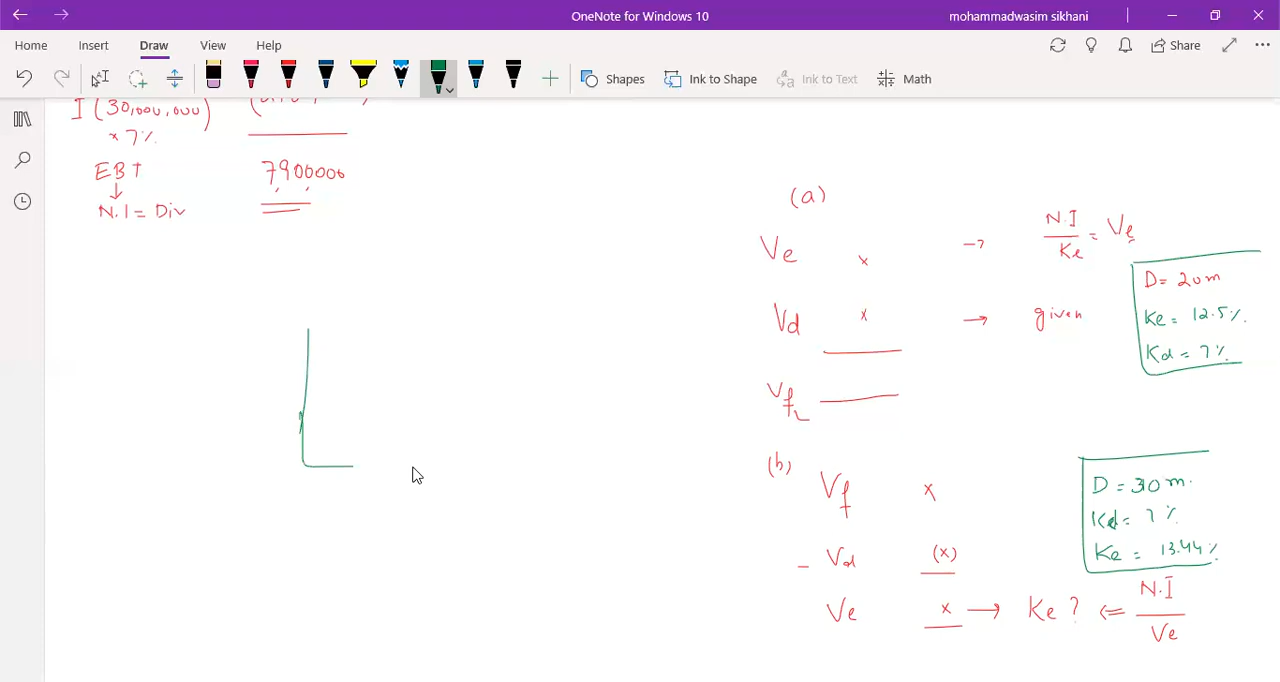 OneNote for Windows 10
mohammadwasim sikhani
Home Insert Draw View Help
Share
Shapes
Ink to Shape
Ink to Text
Math
I (30,000,000)
x 7%
EBT 7900000
N.I = Div
(a)
Ve x → N.I / Ke = Ve
Vd x → given
Vf
D = 20m
Ke = 12.5%
Kd = 7%
(b)
Vf x
- Vd (x)
Ve x → Ke? ⇐ N.I / Ve
D = 30m.
Kd = 7%
Ke = 13.44%